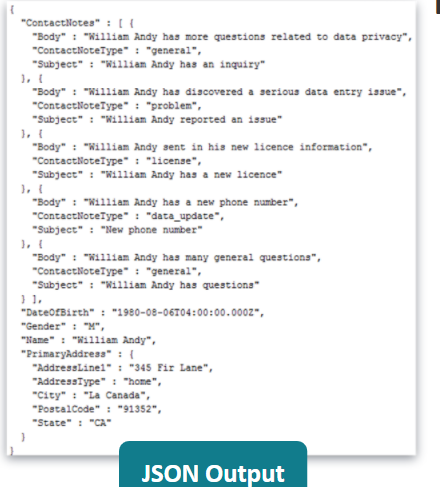 {
"ContactNotes" : [ {
"Body" : "William Andy has more questions related to data privacy",
"ContactNoteType" : "general",
"Subject" : "William Andy has an inquiry"
}, {
"Body" : "William Andy has discovered a serious data entry issue",
"ContactNoteType" : "problem",
"Subject" : "William Andy reported an issue"
}, {
"Body" : "William Andy sent in his new licence information",
"ContactNoteType" : "license",
"Subject" : "William Andy has a new licence"
}, {
"Body" : "William Andy has a new phone number",
"ContactNoteType" : "data_update",
"Subject" : "New phone number"
}, {
"Body" : "William Andy has many general questions",
"ContactNoteType" : "general",
"Subject" : "William Andy has questions"
} ],
"DateOfBirth" : "1980-08-06T04:00:00.000Z",
"Gender" : "M",
"Name" : "William Andy",
"PrimaryAddress" : {
"AddressLine1" : "345 Fir Lane",
"AddressType" : "home",
"City" : "La Canada",
"PostalCode" : "91352",
"State" : "CA"
}
}
JSON Output